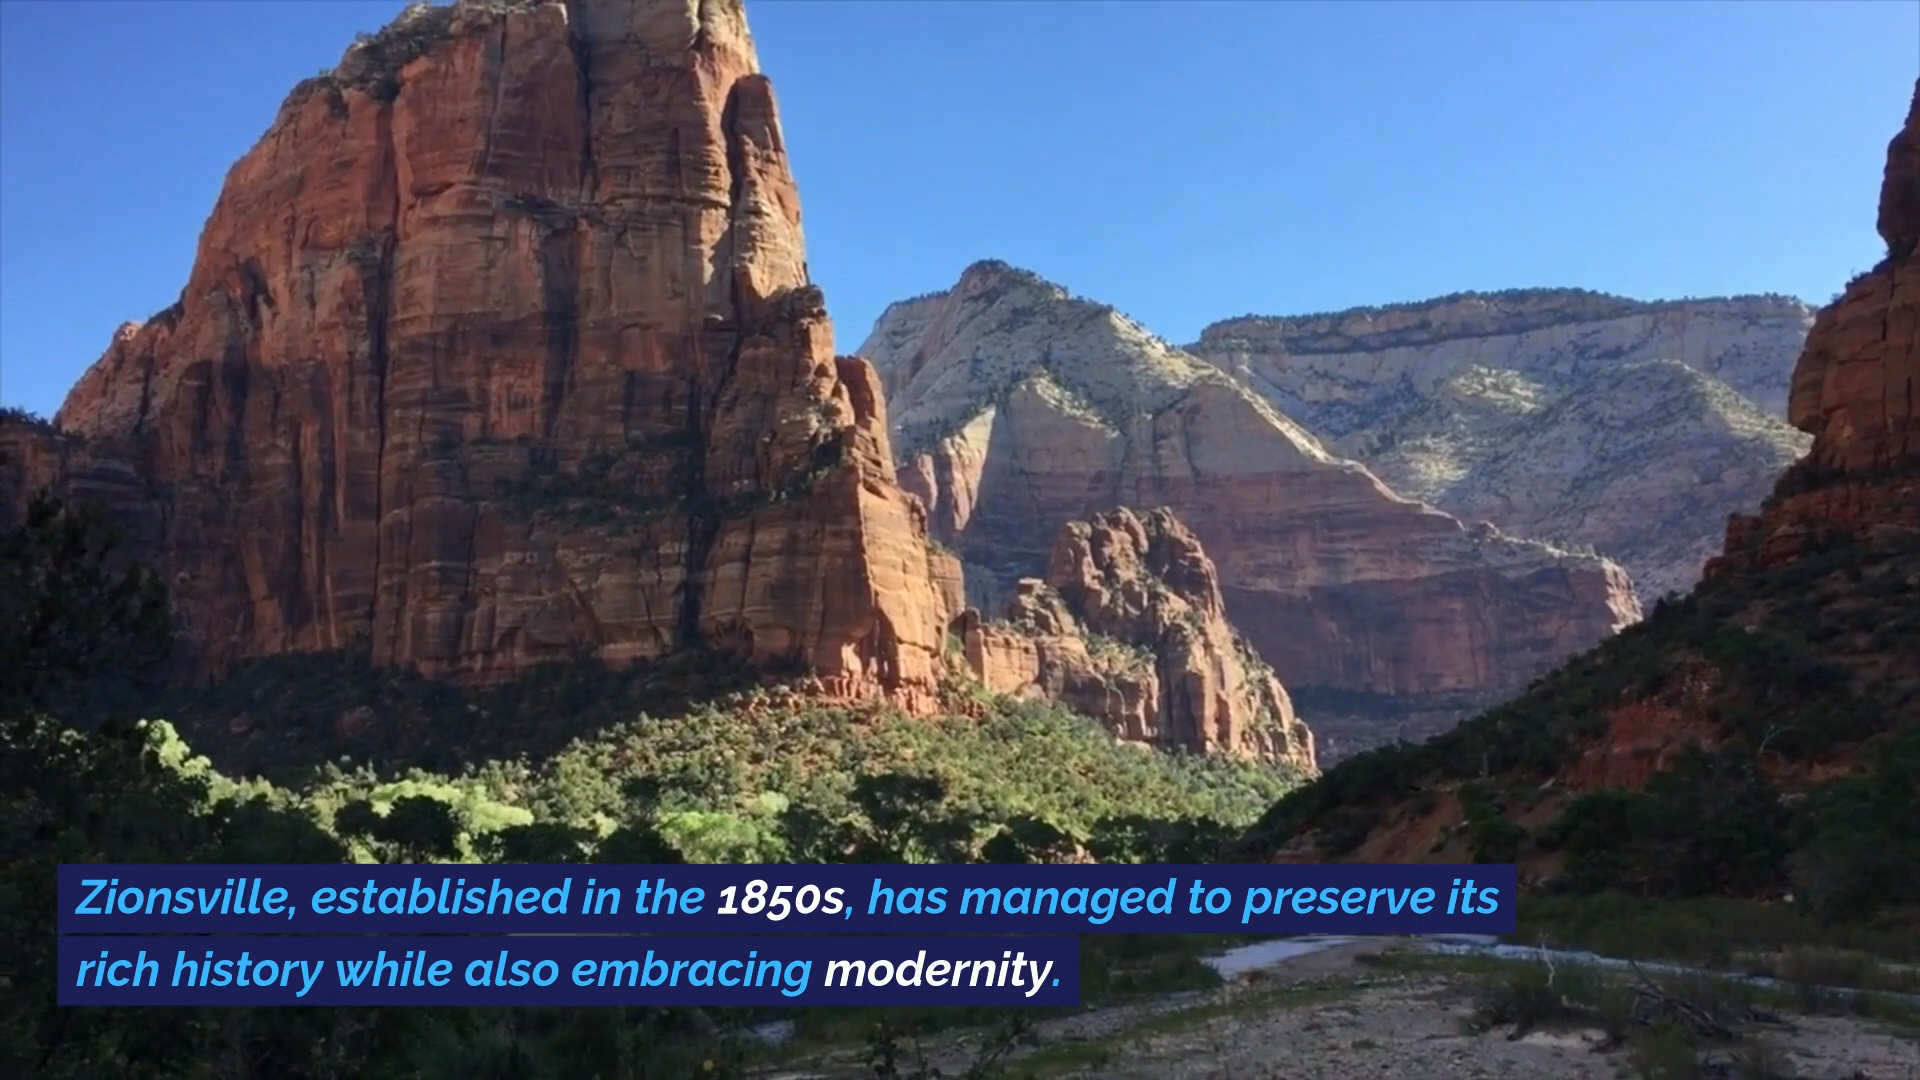 Zionsville, established in the 1850s, has managed to preserve its
rich history while also embracing modernity.